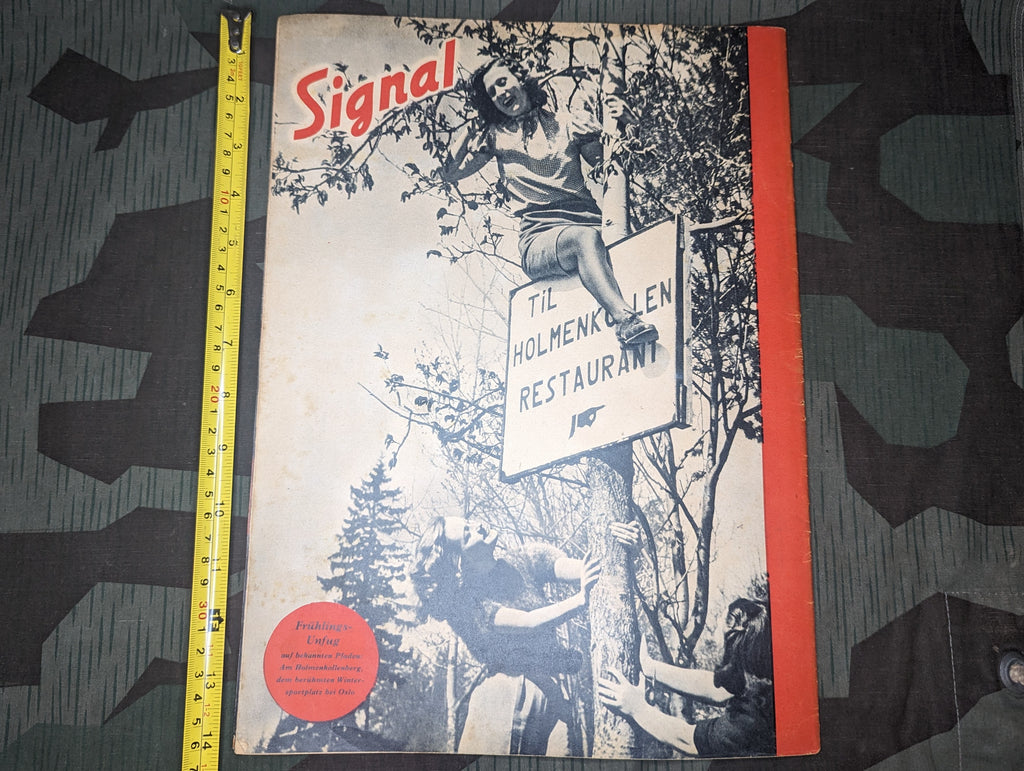 Signal
TiL
HOLMENKOLLEN
RESTAURANT
Frühlings-
Unfug
auf bekannten Pfaden:
Am Holmenkollenberg,
dem berühmten Winter-
sportplatz bei Oslo